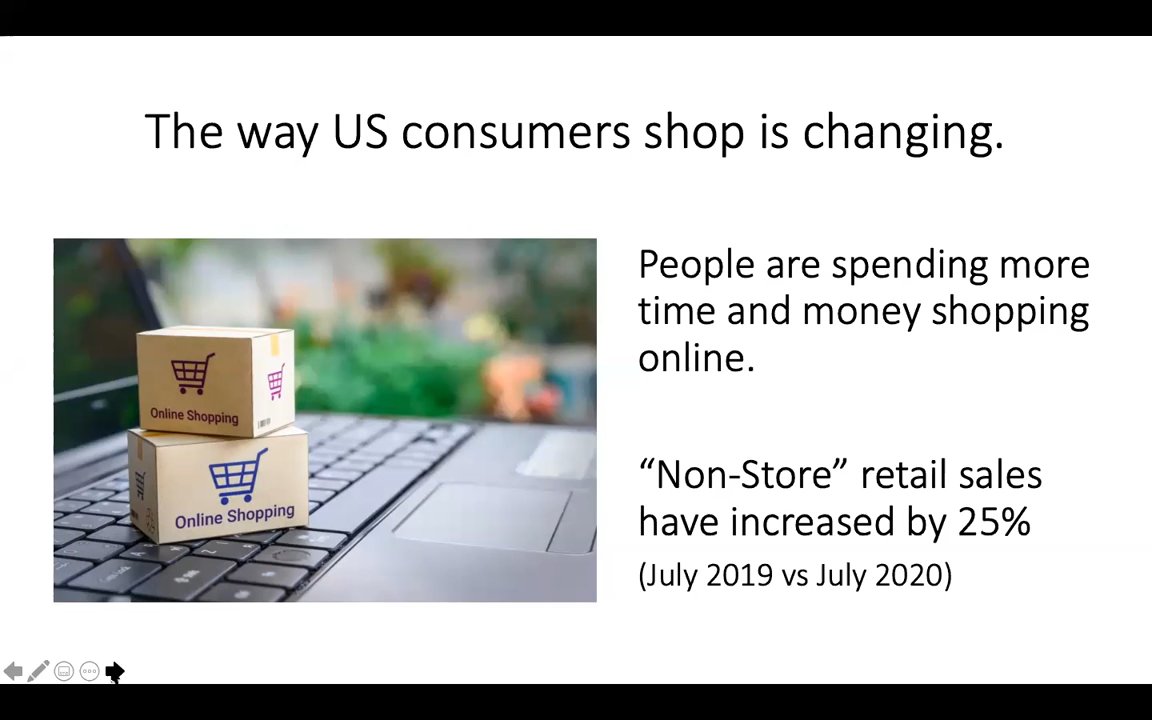 The way US consumers shop is changing.
Online Shopping
Online Shopping
People are spending more
time and money shopping
online.
“Non-Store” retail sales
have increased by 25%
(July 2019 vs July 2020)